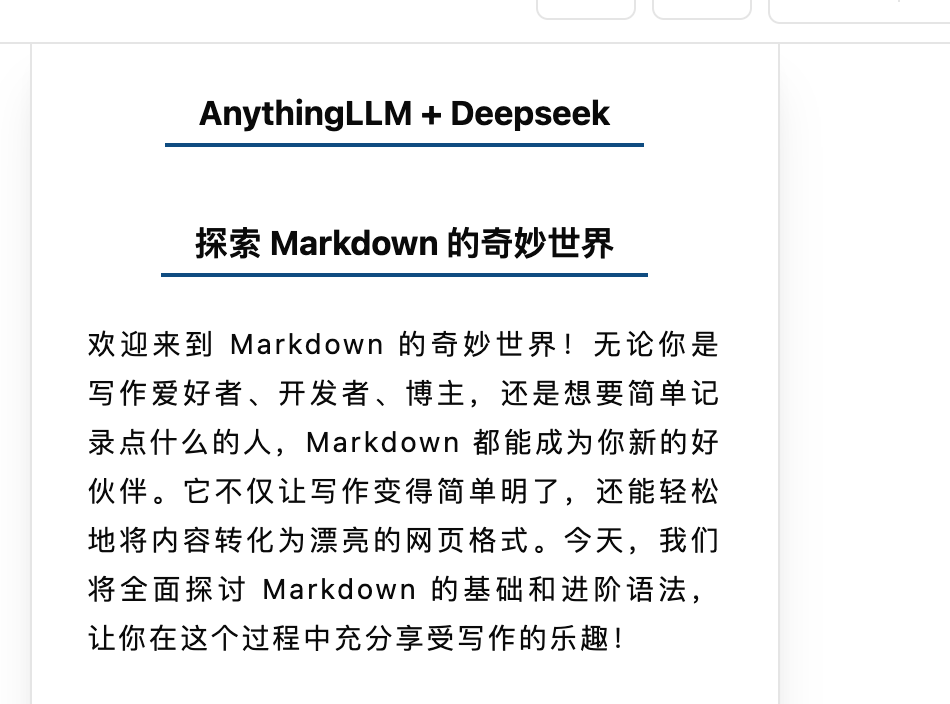 AnythingLLM + Deepseek
探索 Markdown 的奇妙世界
欢迎来到 Markdown 的奇妙世界！无论你是
写作爱好者、开发者、博主，还是想要简单记
录点什么的人，Markdown 都能成为你新的好
伙伴。它不仅让写作变得简单明了，还能轻松
地将内容转化为漂亮的网页格式。今天，我们
将全面探讨 Markdown 的基础和进阶语法，
让你在这个过程中充分享受写作的乐趣！